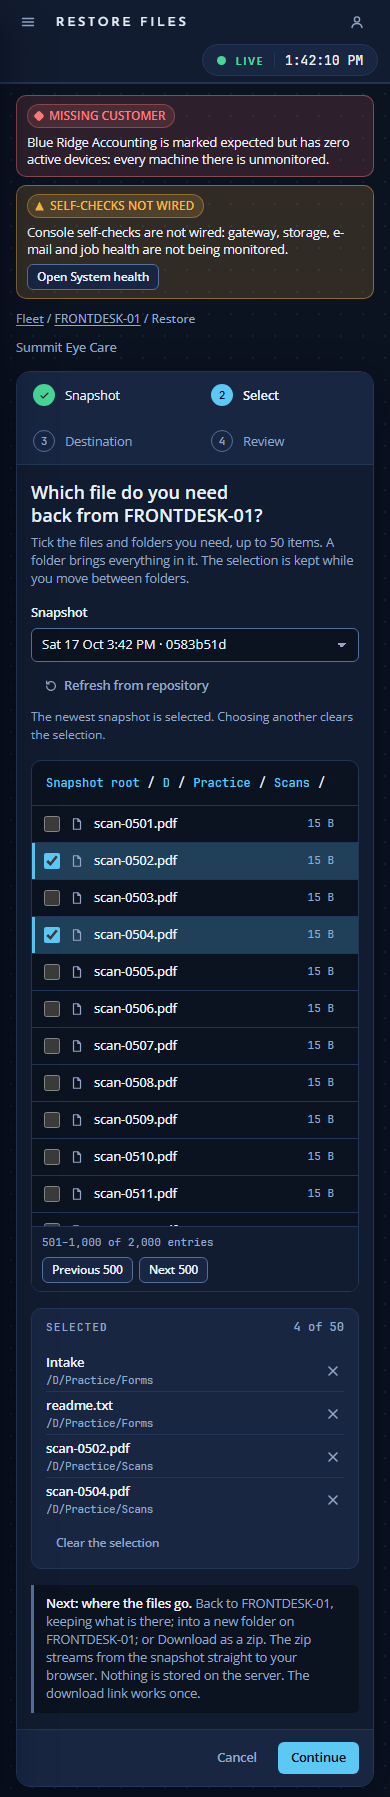 RESTORE FILES
LIVE 1:42:10 PM
MISSING CUSTOMER
Blue Ridge Accounting is marked expected but has zero
active devices: every machine there is unmonitored.
SELF-CHECKS NOT WIRED
Console self-checks are not wired: gateway, storage, e-
mail and job health are not being monitored.
Open System health
Fleet / FRONTDESK-01 / Restore
Summit Eye Care
Snapshot
2 Select
3 Destination
4 Review
Which file do you need
back from FRONTDESK-01?
Tick the files and folders you need, up to 50 items. A
folder brings everything in it. The selection is kept while
you move between folders.
Snapshot
Sat 17 Oct 3:42 PM · 0583b51d
Refresh from repository
The newest snapshot is selected. Choosing another clears
the selection.
Snapshot root / D / Practice / Scans /
scan-0501.pdf 15 B
scan-0502.pdf 15 B
scan-0503.pdf 15 B
scan-0504.pdf 15 B
scan-0505.pdf 15 B
scan-0506.pdf 15 B
scan-0507.pdf 15 B
scan-0508.pdf 15 B
scan-0509.pdf 15 B
scan-0510.pdf 15 B
scan-0511.pdf 15 B
501–1,000 of 2,000 entries
Previous 500 Next 500
SELECTED 4 of 50
Intake
/D/Practice/Forms
readme.txt
/D/Practice/Forms
scan-0502.pdf
/D/Practice/Scans
scan-0504.pdf
/D/Practice/Scans
Clear the selection
Next: where the files go. Back to FRONTDESK-01,
keeping what is there; into a new folder on
FRONTDESK-01; or Download as a zip. The zip
streams from the snapshot straight to your
browser. Nothing is stored on the server. The
download link works once.
Cancel Continue